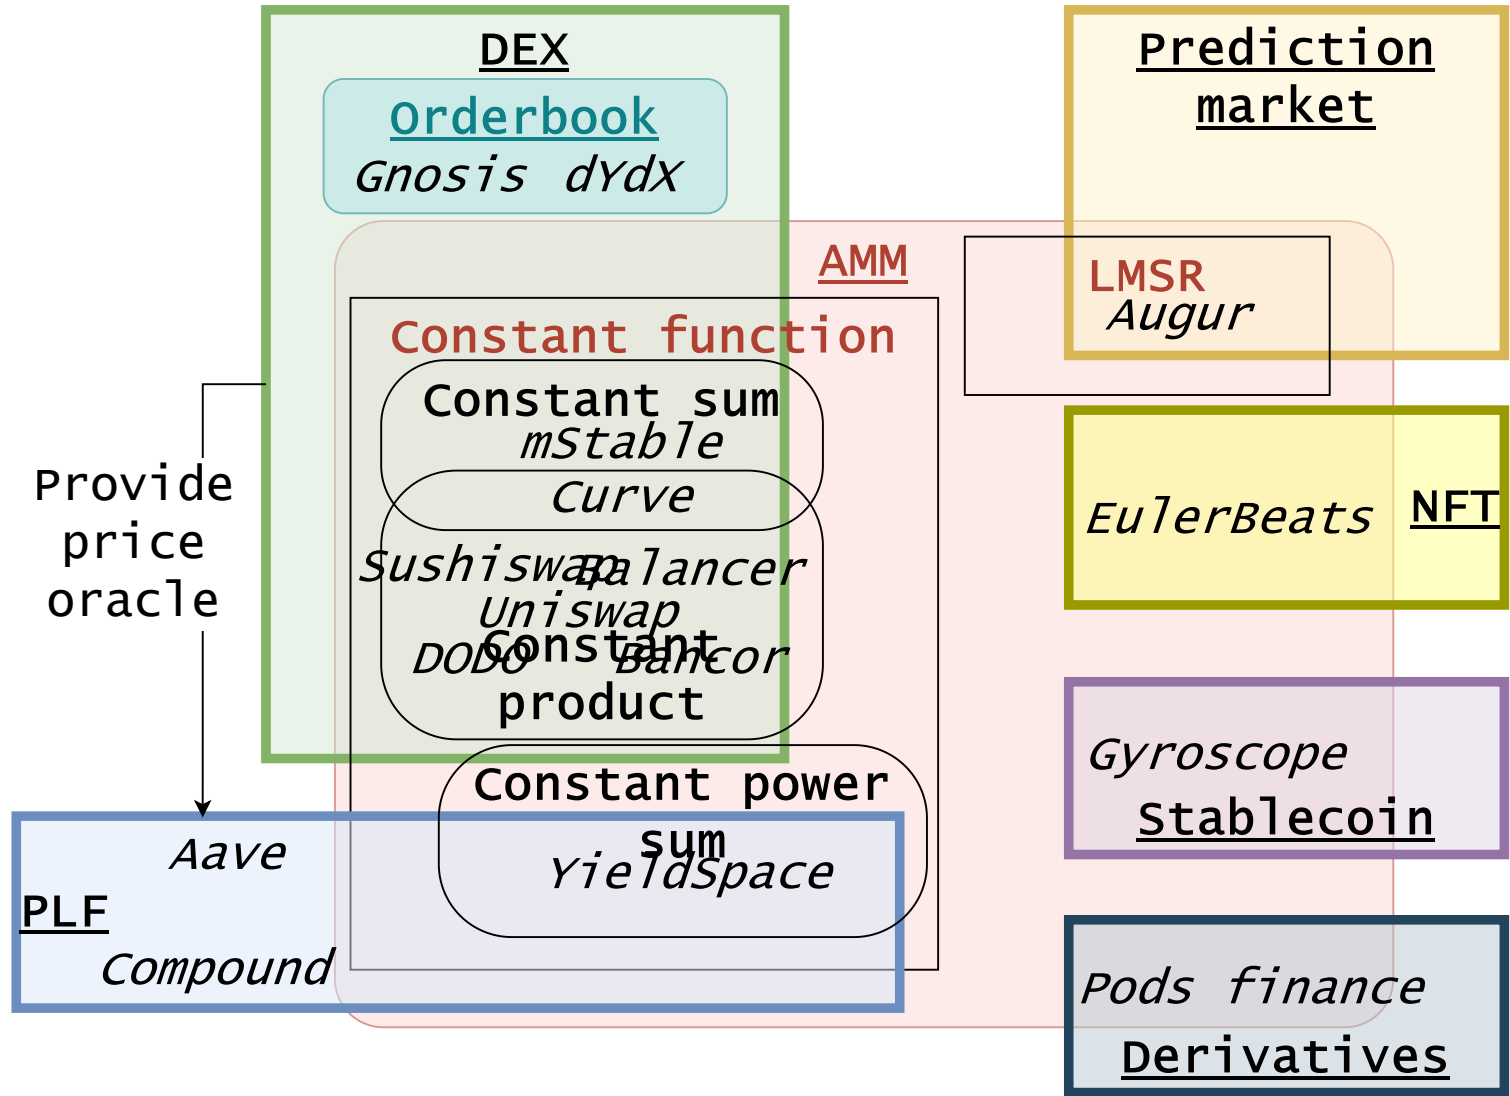 DEX
Orderbook
Gnosis dYdX
Prediction
market
AMM
LMSR
Augur
Constant function
Constant sum
mStable
Curve
Provide
price
oracle
Sushiswap
Balancer
Uniswap
Constant
product
DODO
Bancor
EulerBeats
NFT
Constant power
sum
YieldSpace
Gyroscope
Stablecoin
Aave
PLF
Compound
Pods finance
Derivatives